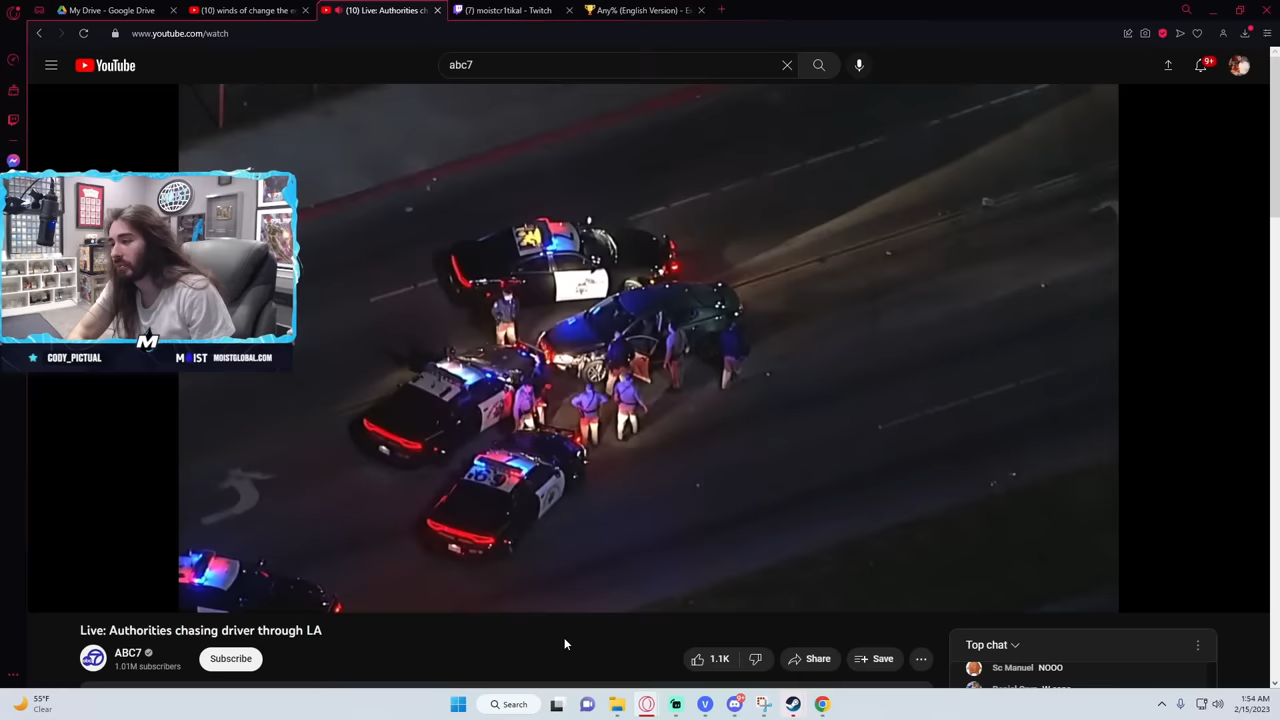 My Drive - Google Drive
(10) winds of change the e
(10) Live: Authorities ch
(7) moistcr1tikal - Twitch
Any% (English Version) - E
www.youtube.com/watch
YouTube
abc7
9+
CODY_PICTUAL
MOIST MOISTGLOBAL.COM
Live: Authorities chasing driver through LA
ABC7
1.01M subscribers
Subscribe
1.1K
Share
Save
Top chat
Sc Manuel NOOO
55°F
Clear
Search
1:54 AM
2/15/2023